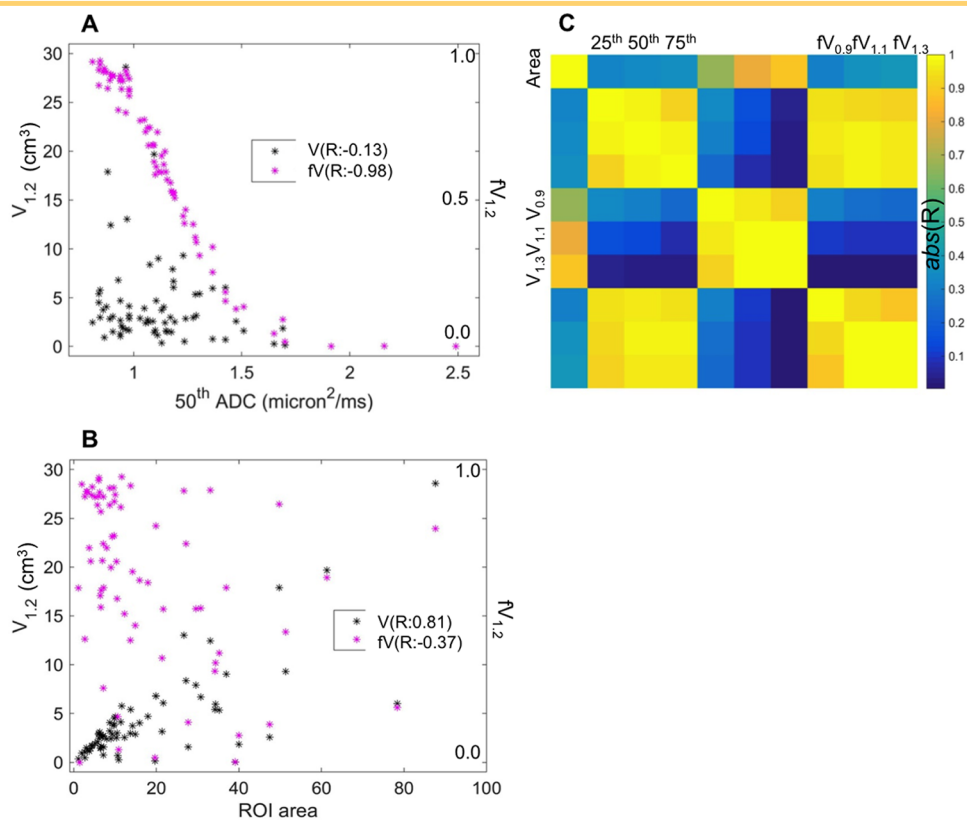 A
V1.2 (cm3)
30
25
20
15
10
5
0
1.0
0.5
0.0
fV1.2
V(R:-0.13)
fV(R:-0.98)
1
1.5
2
2.5
50th ADC (micron2/ms)
B
V1.2 (cm3)
30
25
20
15
10
5
0
1.0
0.0
fV1.2
V(R:0.81)
fV(R:-0.37)
0
20
40
60
80
100
ROI area
C
25th 50th 75th
fV0.9 fV1.1 fV1.3
Area
V1.3 V1.1 V0.9
1
0.9
0.8
0.7
0.6
0.5
0.4
0.3
0.2
0.1
abs(R)